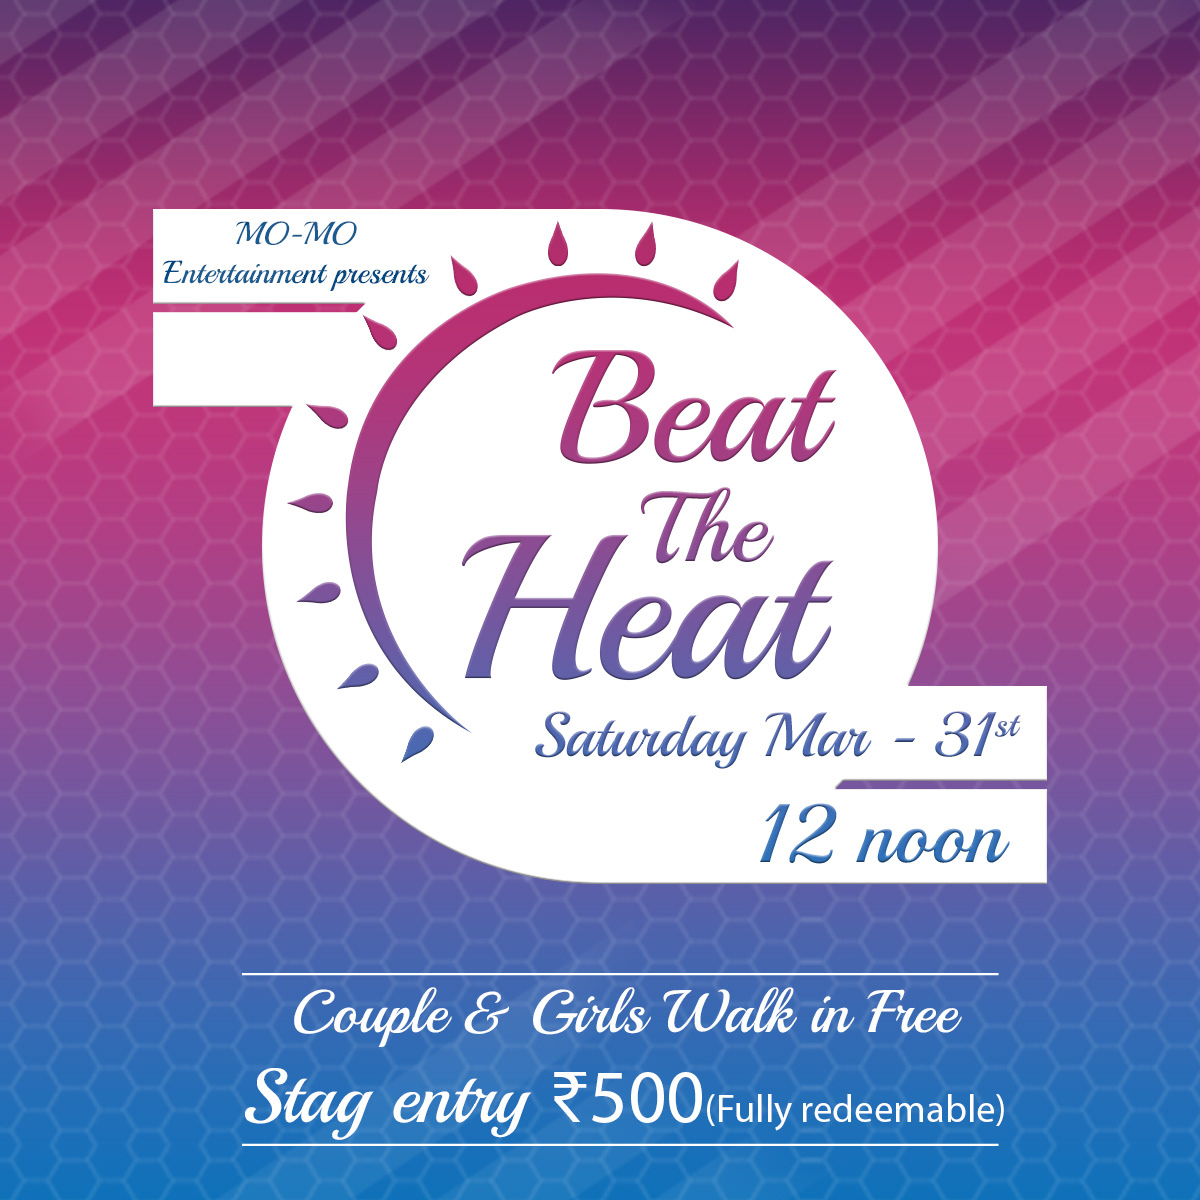 MO-MO
Entertainment presents
Beat
The
Heat
Saturday Mar - 31st
12 noon
Couple & Girls Walk in Free
Stag entry ₹500(Fully redeemable)